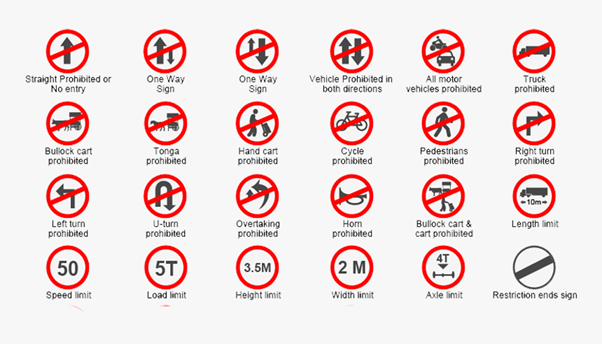 Straight Prohibited or
No entry
One Way
Sign
One Way
Sign
Vehicle Prohibited in
both directions
All motor
vehicles prohibited
Truck
prohibited
Bullock cart
prohibited
Tonga
prohibited
Hand cart
prohibited
Cycle
prohibited
Pedestrians
prohibited
Right turn
prohibited
Left turn
prohibited
U-turn
prohibited
Overtaking
prohibited
Horn
prohibited
Bullock cart &
cart prohibited
10m
Length limit
50
Speed limit
5T
Load limit
3.5M
Height limit
2 M
Width limit
4T
Axle limit
Restriction ends sign